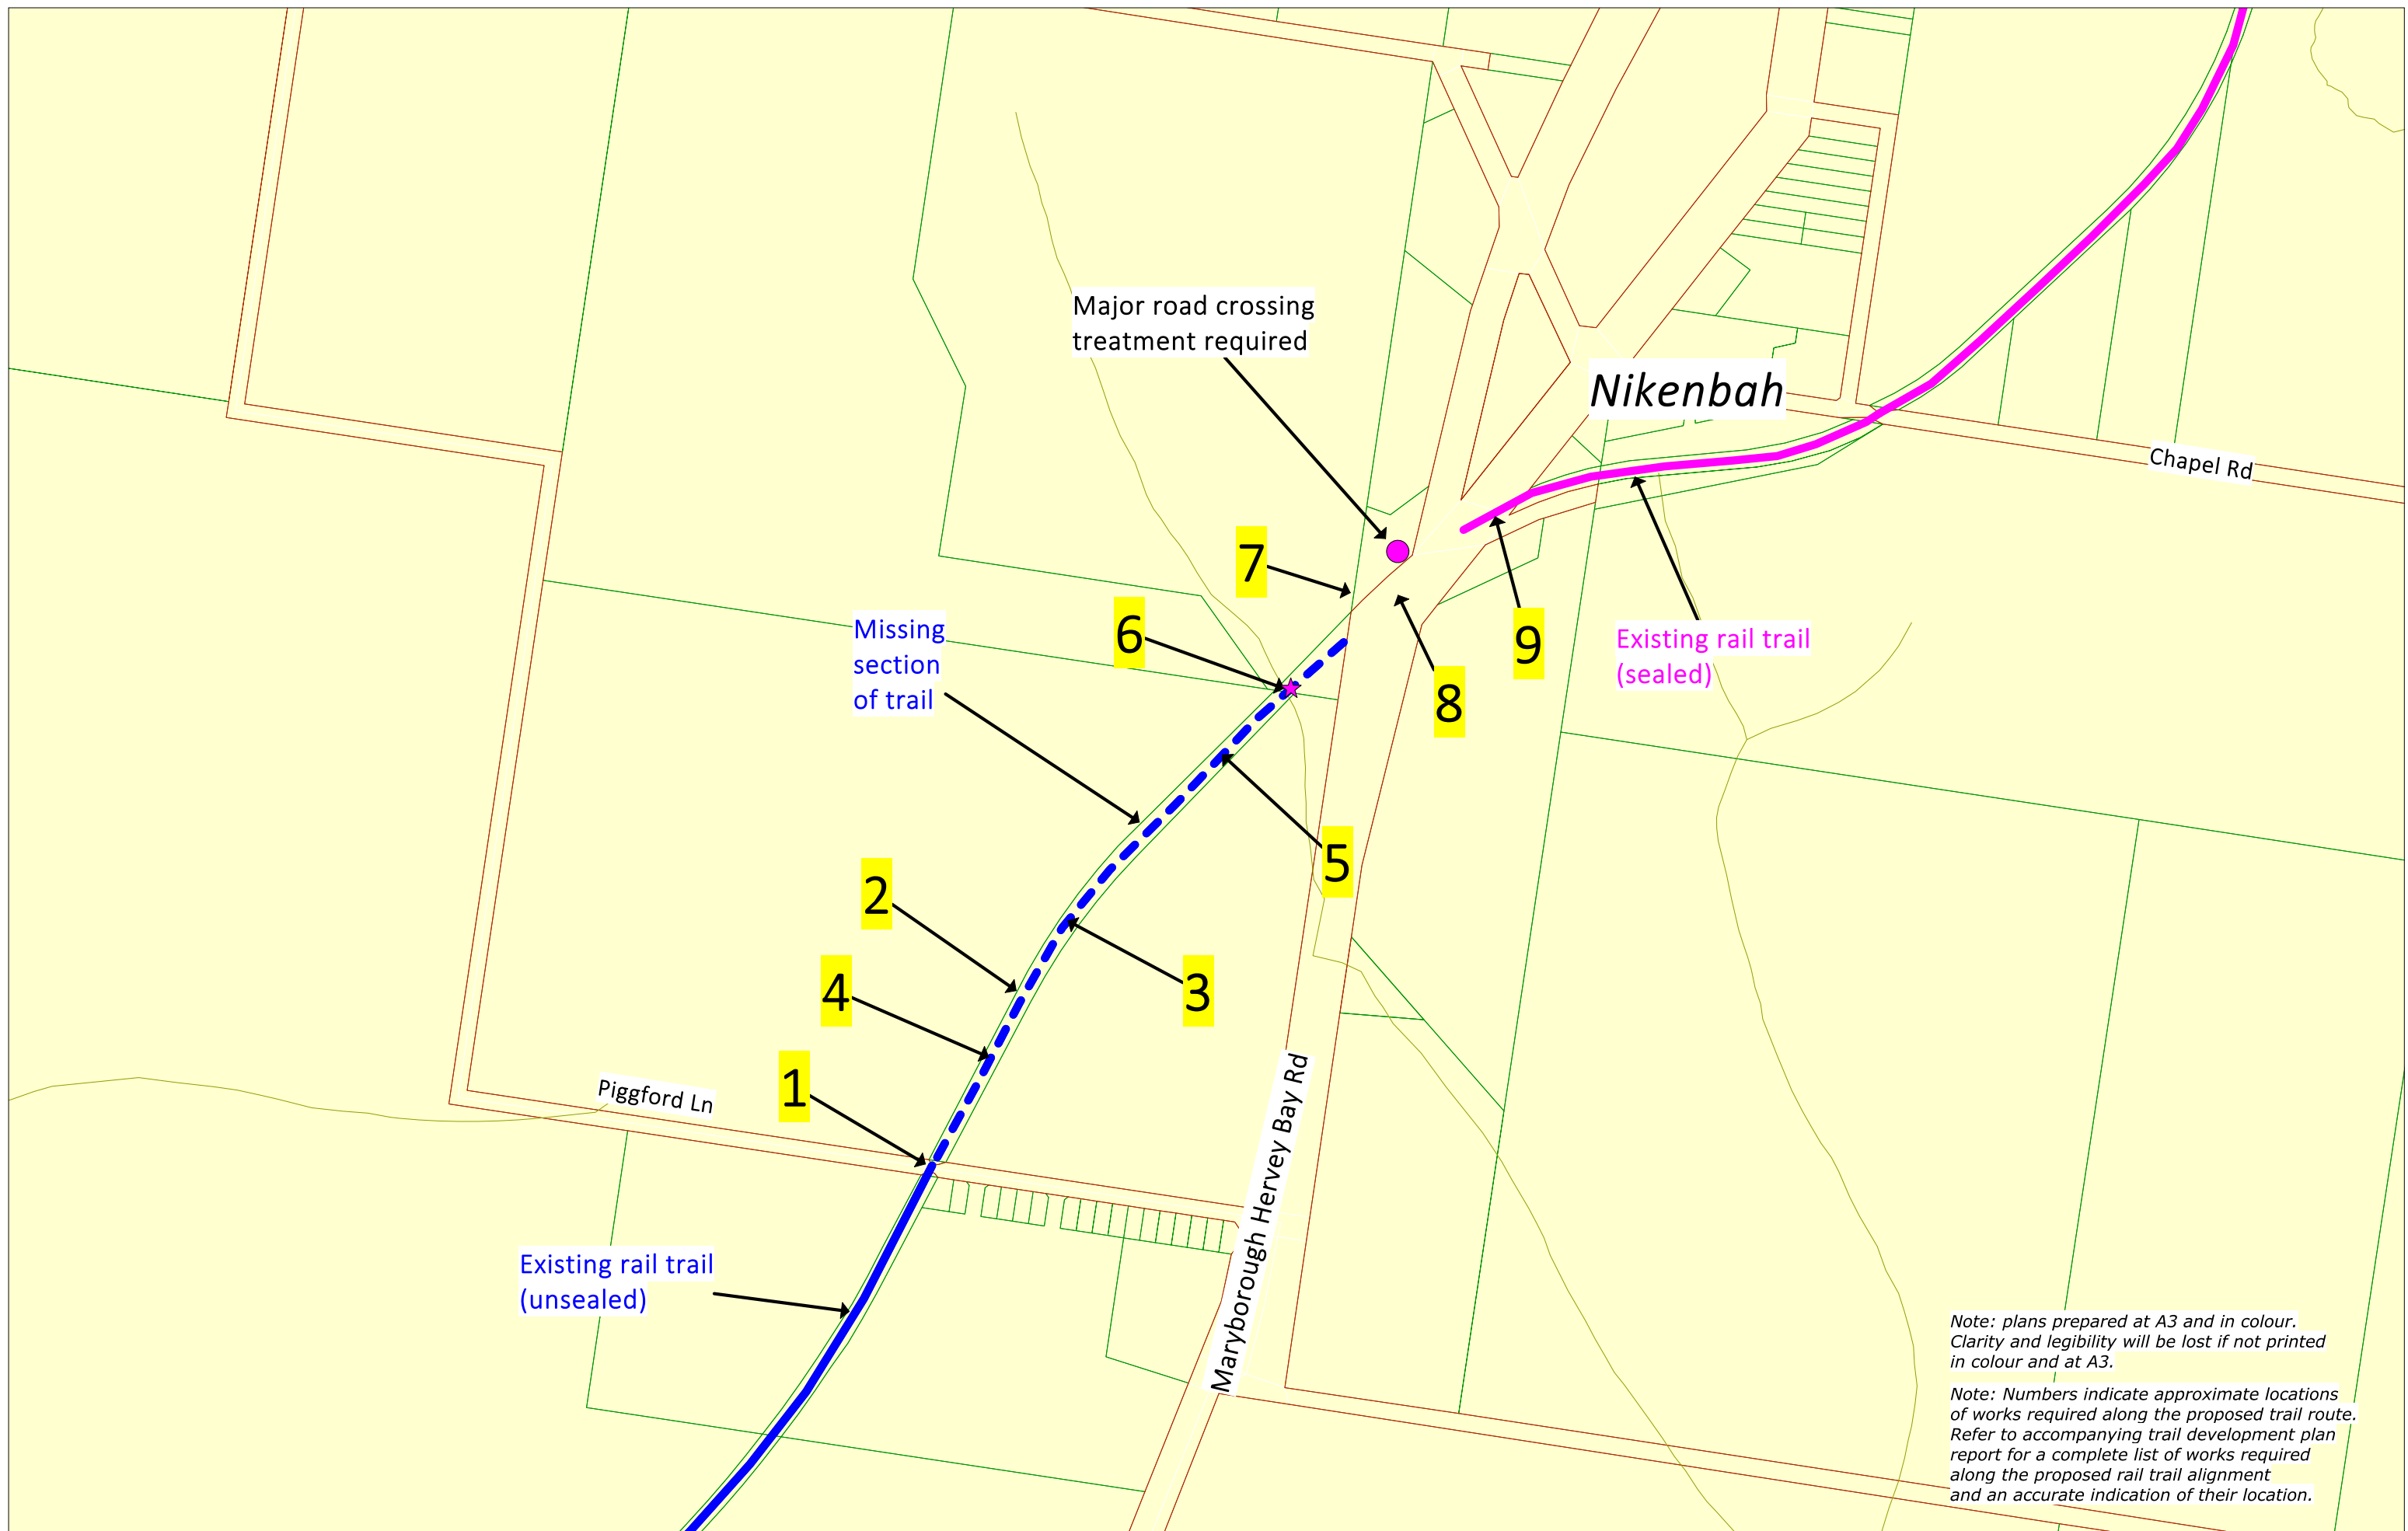 Major road crossing
treatment required
Nikenbah
Chapel Rd
7
6
9
8
Missing
section
of trail
Existing rail trail
(sealed)
5
2
4
3
1
Piggford Ln
Maryborough Hervey Bay Rd
Existing rail trail
(unsealed)
Note: plans prepared at A3 and in colour.
Clarity and legibility will be lost if not printed
in colour and at A3.
Note: Numbers indicate approximate locations
of works required along the proposed trail route.
Refer to accompanying trail development plan
report for a complete list of works required
along the proposed rail trail alignment
and an accurate indication of their location.